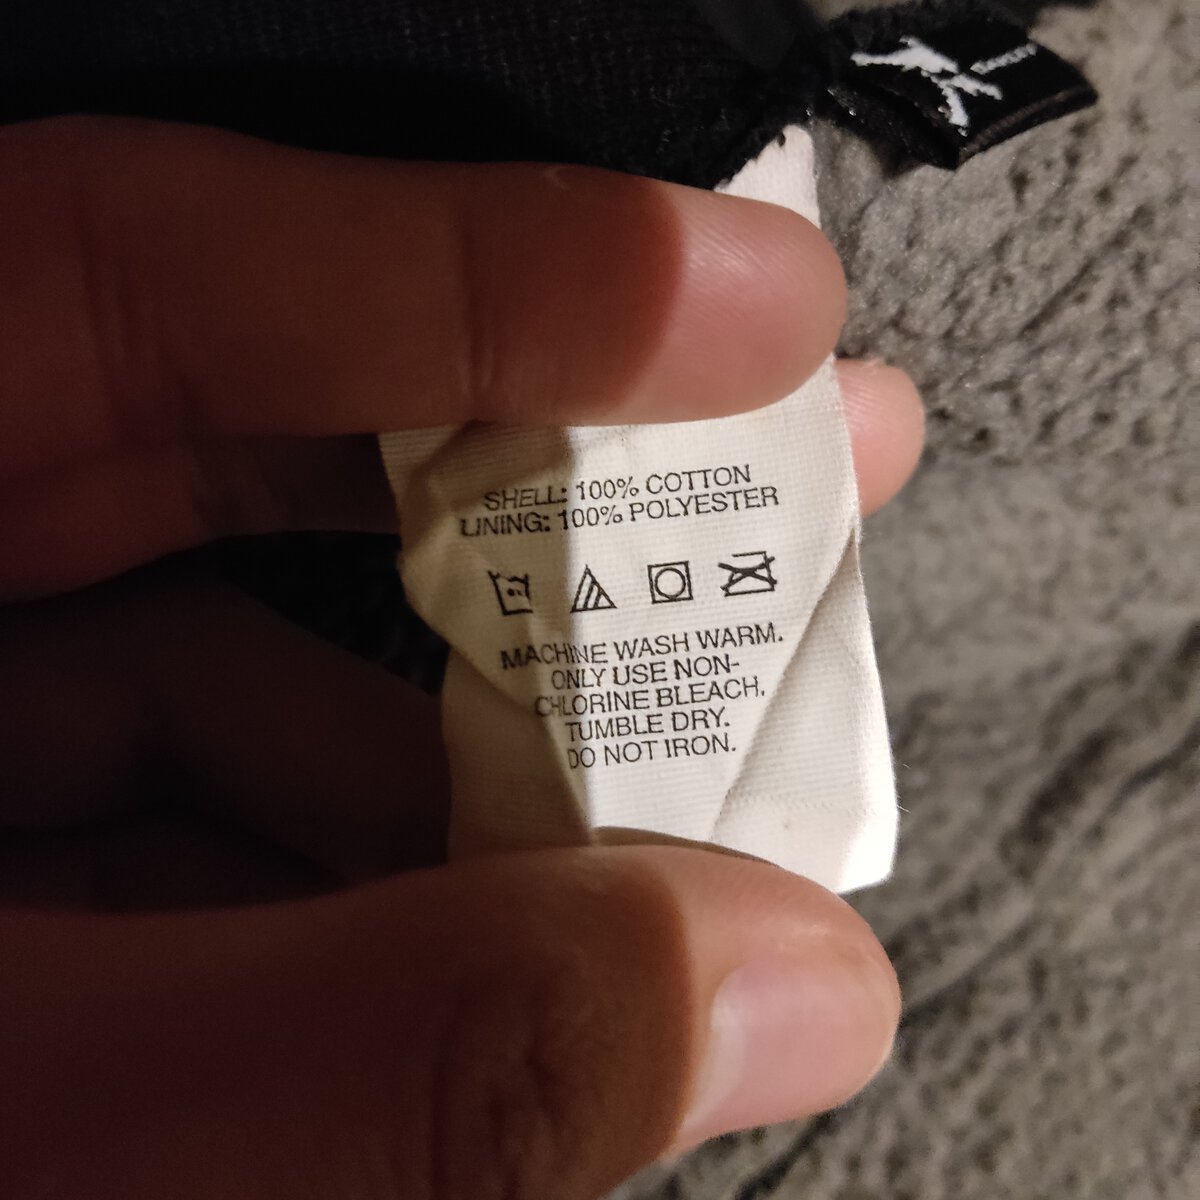 SHELL: 100% COTTON
LINING: 100% POLYESTER
MACHINE WASH WARM.
ONLY USE NON-
CHLORINE BLEACH.
TUMBLE DRY.
DO NOT IRON.